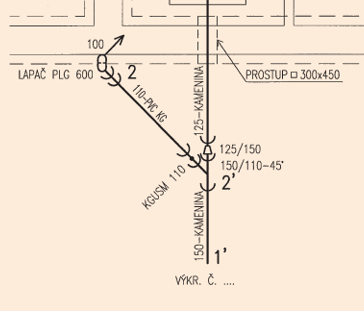 100
LAPAČ PLG 600
2
PROSTUP □ 300x450
110-PVC KG
125-KAMENINA
125/150
150/110-45°
KGUSM 110
2'
150-KAMENINA
1'
VÝKR. Č. ....